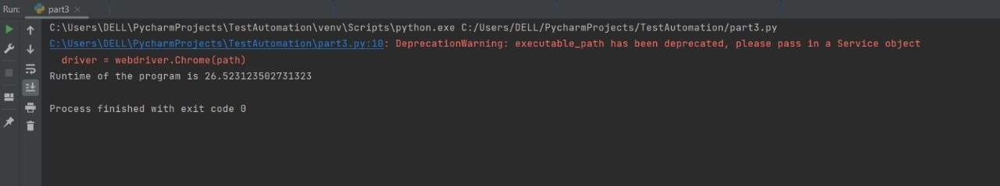 Run: part3
C:\Users\DELL\PycharmProjects\TestAutomation\venv\Scripts\python.exe C:/Users/DELL/PycharmProjects/TestAutomation/part3.py
C:\Users\DELL\PycharmProjects\TestAutomation\part3.py:10: DeprecationWarning: executable_path has been deprecated, please pass in a Service object
  driver = webdriver.Chrome(path)
Runtime of the program is 26.523123502731323
Process finished with exit code 0